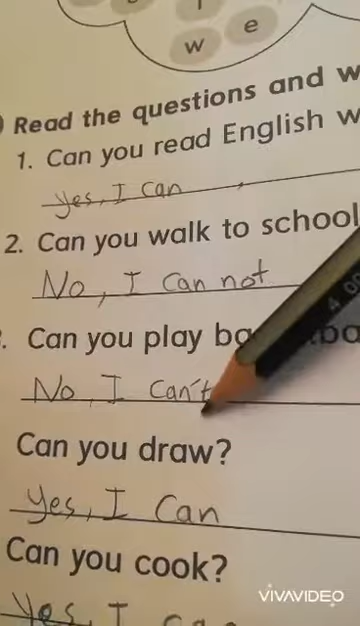 w e
Read the questions and w
1. Can you read English w
yes, I can
2. Can you walk to school
No, I Can not
. Can you play
No, I Can't
Can you draw?
Yes, I Can
Can you cook?
Yes, I
VIVAVIDEO